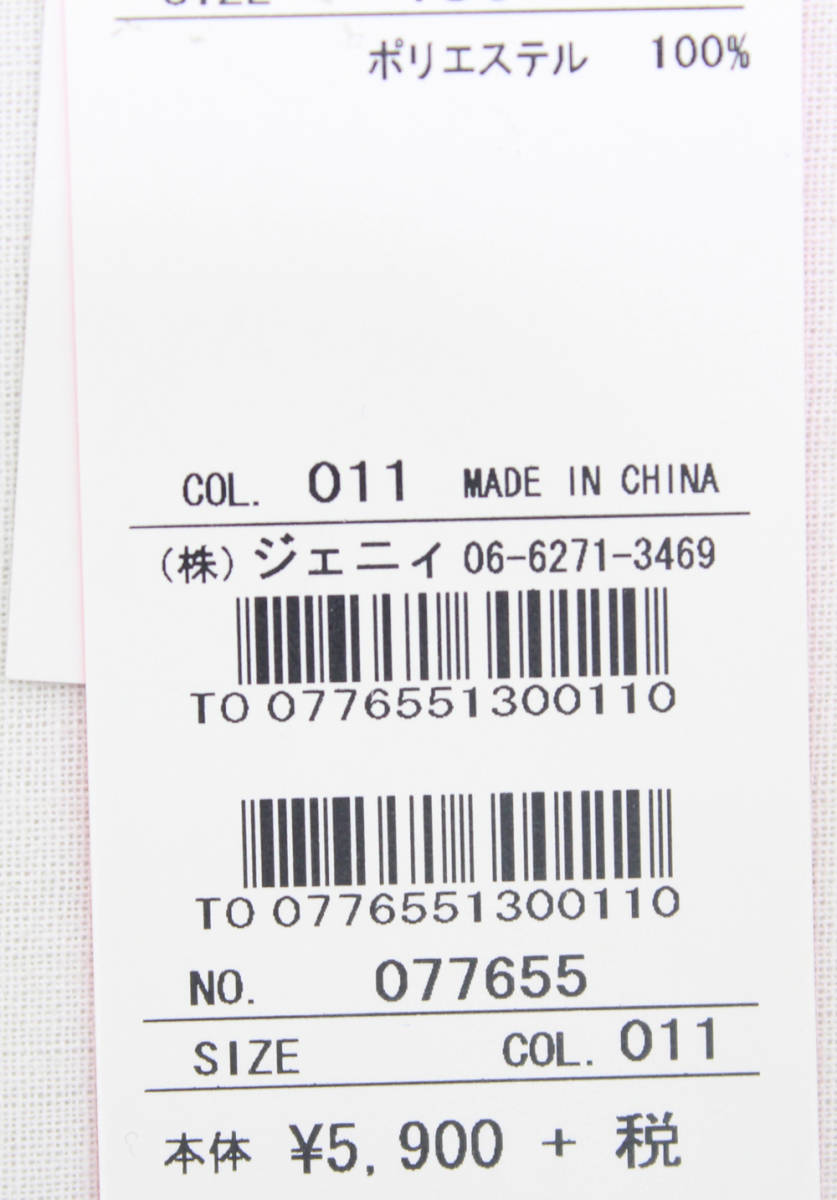 SIZE
ポリエステル 100%
COL. 011 MADE IN CHINA
(株) ジェニィ 06-6271-3469
TO 0776551300110
TO 0776551300110
NO. 077655
SIZE COL. 011
本体 ¥5,900 + 税